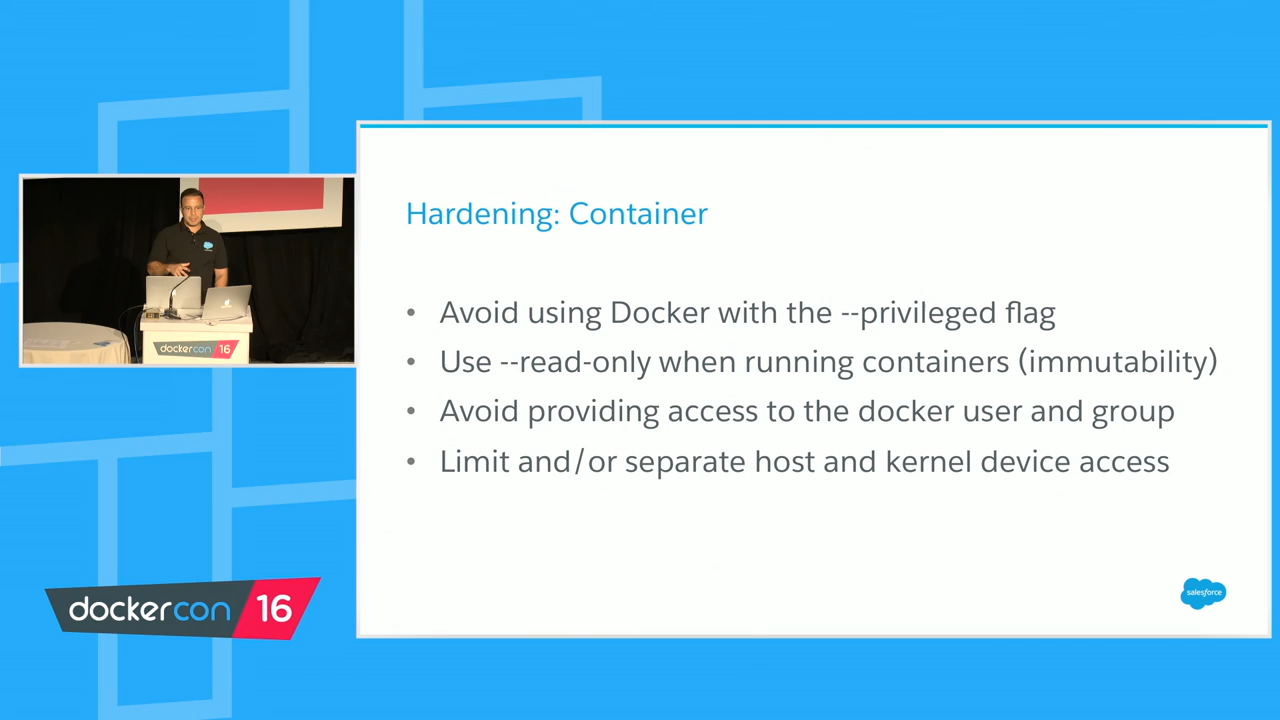 Hardening: Container
• Avoid using Docker with the --privileged flag
• Use --read-only when running containers (immutability)
• Avoid providing access to the docker user and group
• Limit and/or separate host and kernel device access
salesforce
dockercon 16
dockercon 16